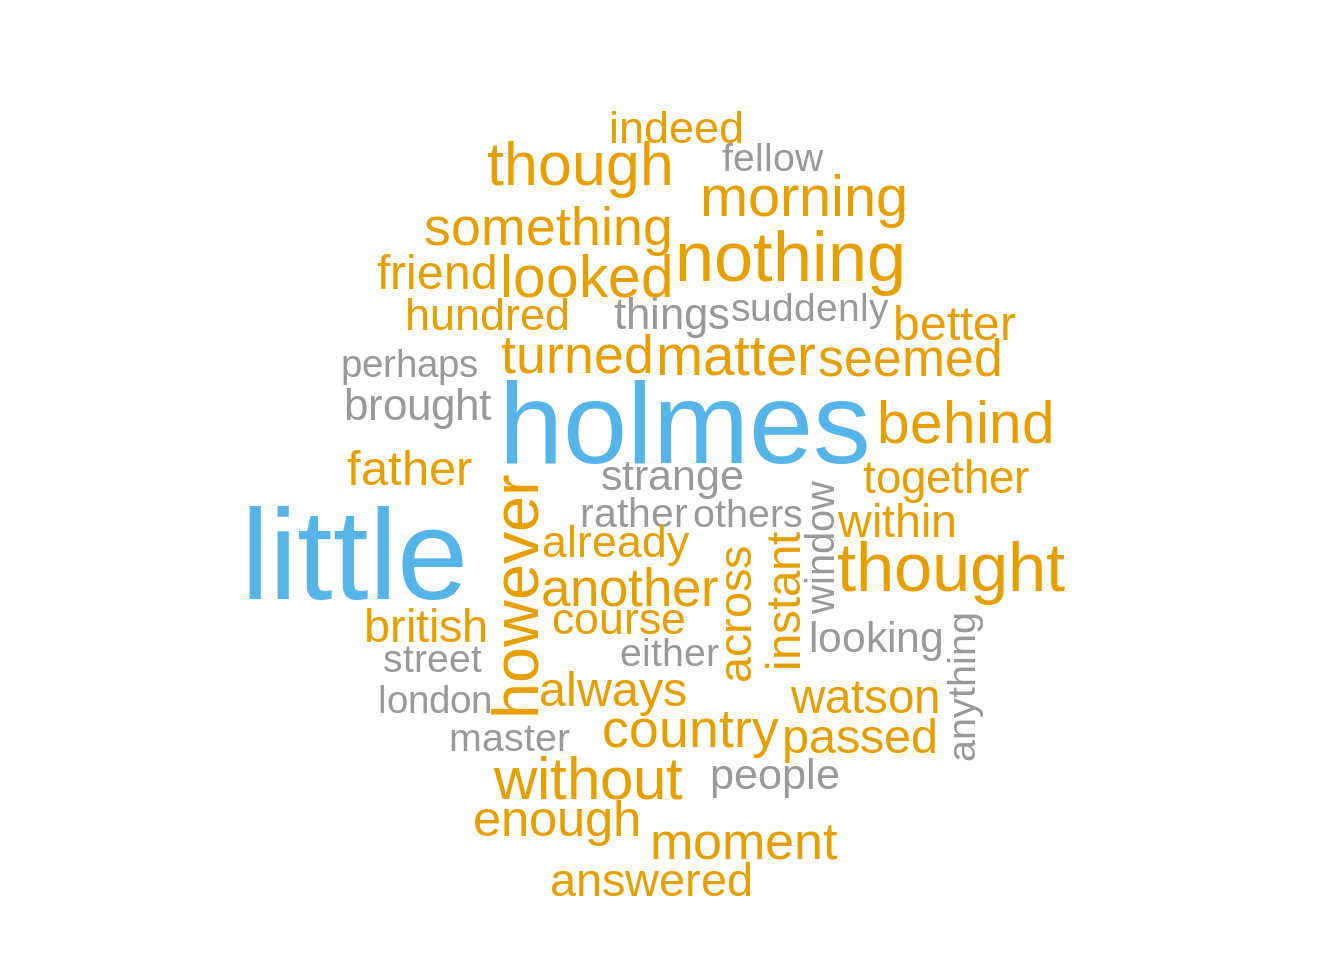 indeed
though
fellow
morning
something
nothing
friend
looked
hundred
things
suddenly
better
turned
matter
seemed
perhaps
brought
holmes
behind
father
strange
together
little
however
rather
others
window
within
already
across
instant
thought
another
british
course
looking
street
either
anything
london
always
watson
master
country
passed
without
people
enough
moment
answered